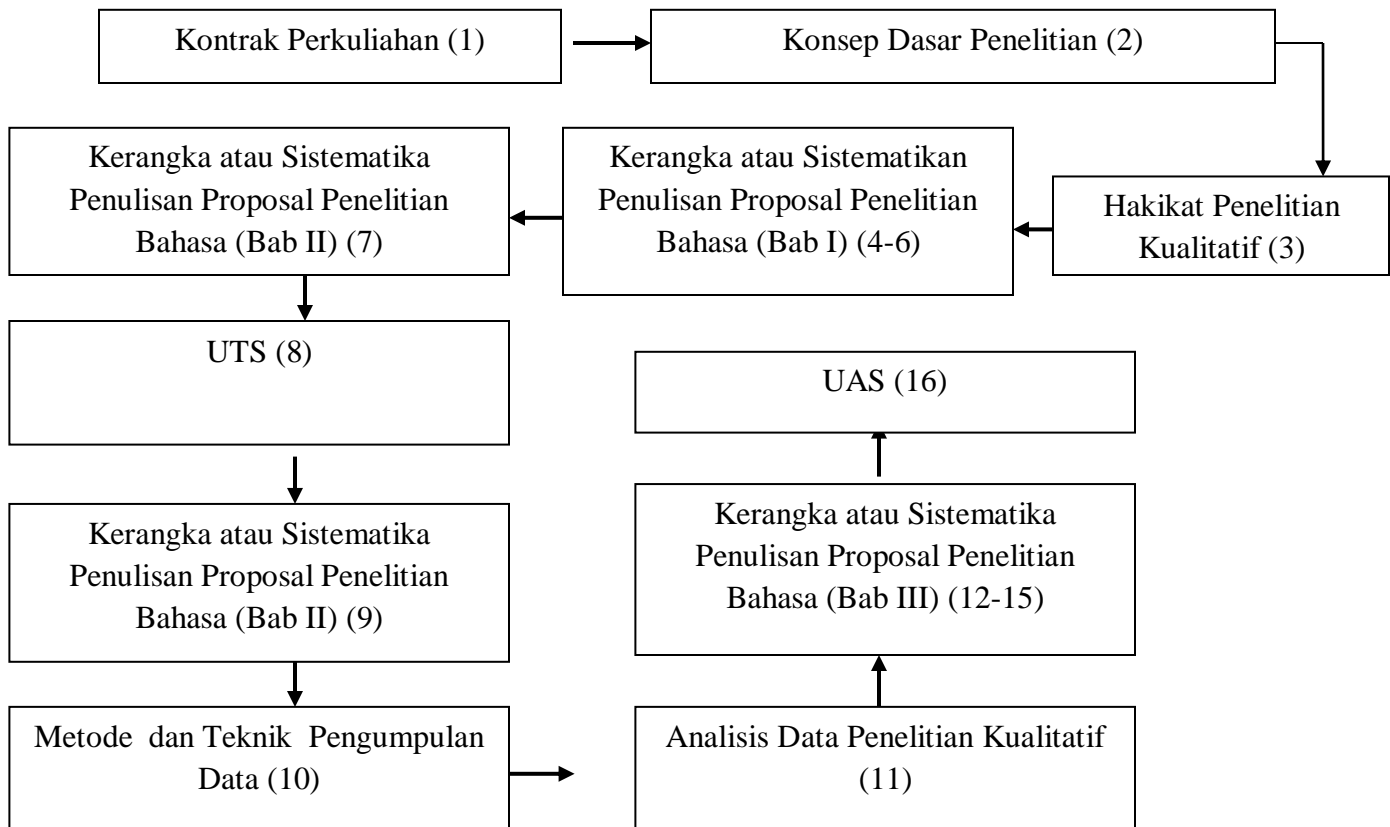 Kontrak Perkuliahan (1)
Konsep Dasar Penelitian (2)
Hakikat Penelitian
Kualitatif (3)
Kerangka atau Sistematikan
Penulisan Proposal Penelitian
Bahasa (Bab I) (4-6)
Kerangka atau Sistematika
Penulisan Proposal Penelitian
Bahasa (Bab II) (7)
UTS (8)
Kerangka atau Sistematika
Penulisan Proposal Penelitian
Bahasa (Bab II) (9)
Metode dan Teknik Pengumpulan
Data (10)
Analisis Data Penelitian Kualitatif
(11)
Kerangka atau Sistematika
Penulisan Proposal Penelitian
Bahasa (Bab III) (12-15)
UAS (16)